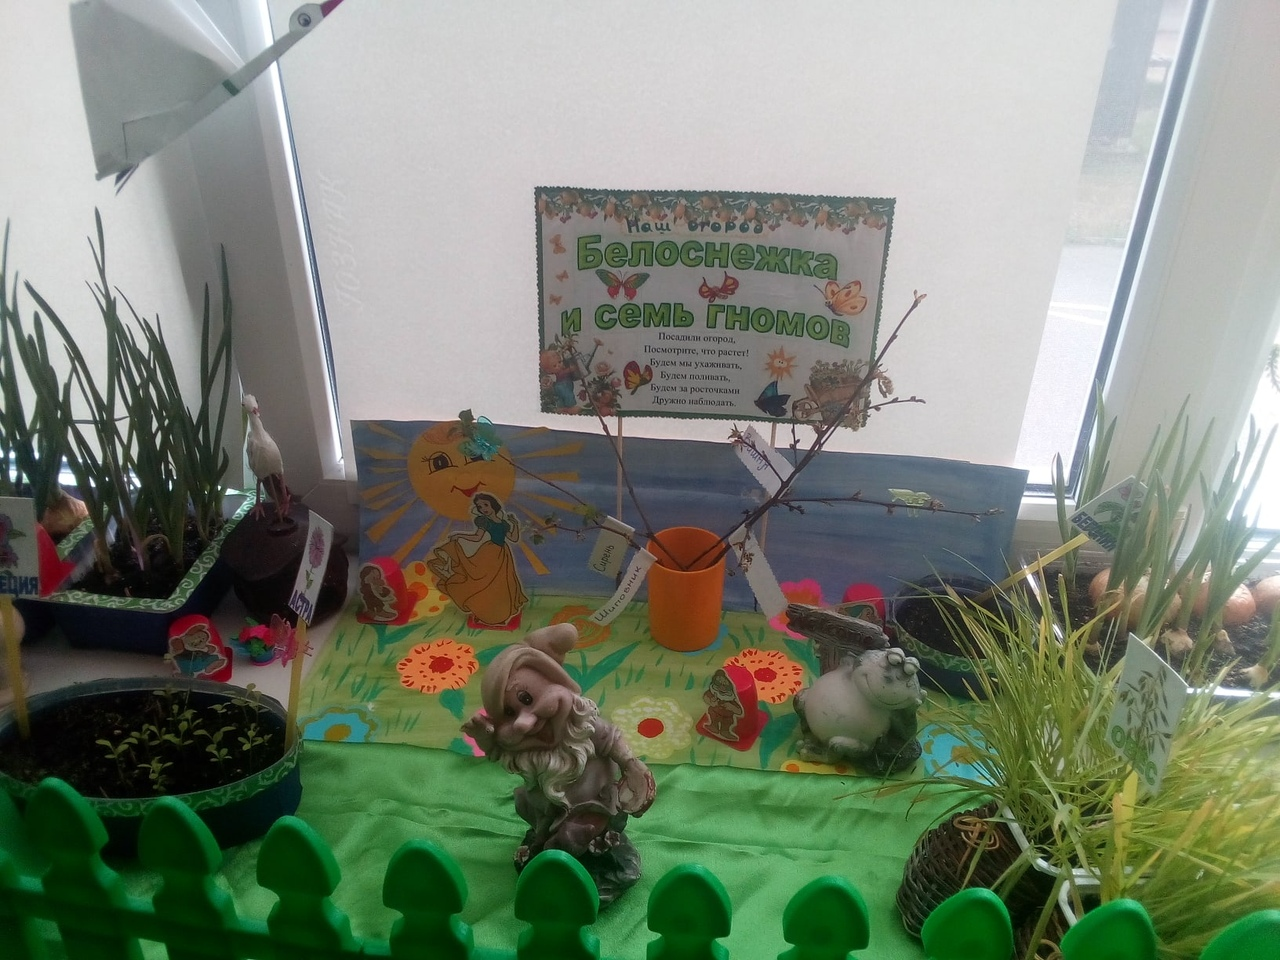 Наш огород
Белоснежка
и семь гномов
Посадили огород,
Посмотрите, что растет!
Будем мы ухаживать,
Будем поливать,
Будем за росточками
Дружно наблюдать.
Сирень
Шиповник
АСТРА